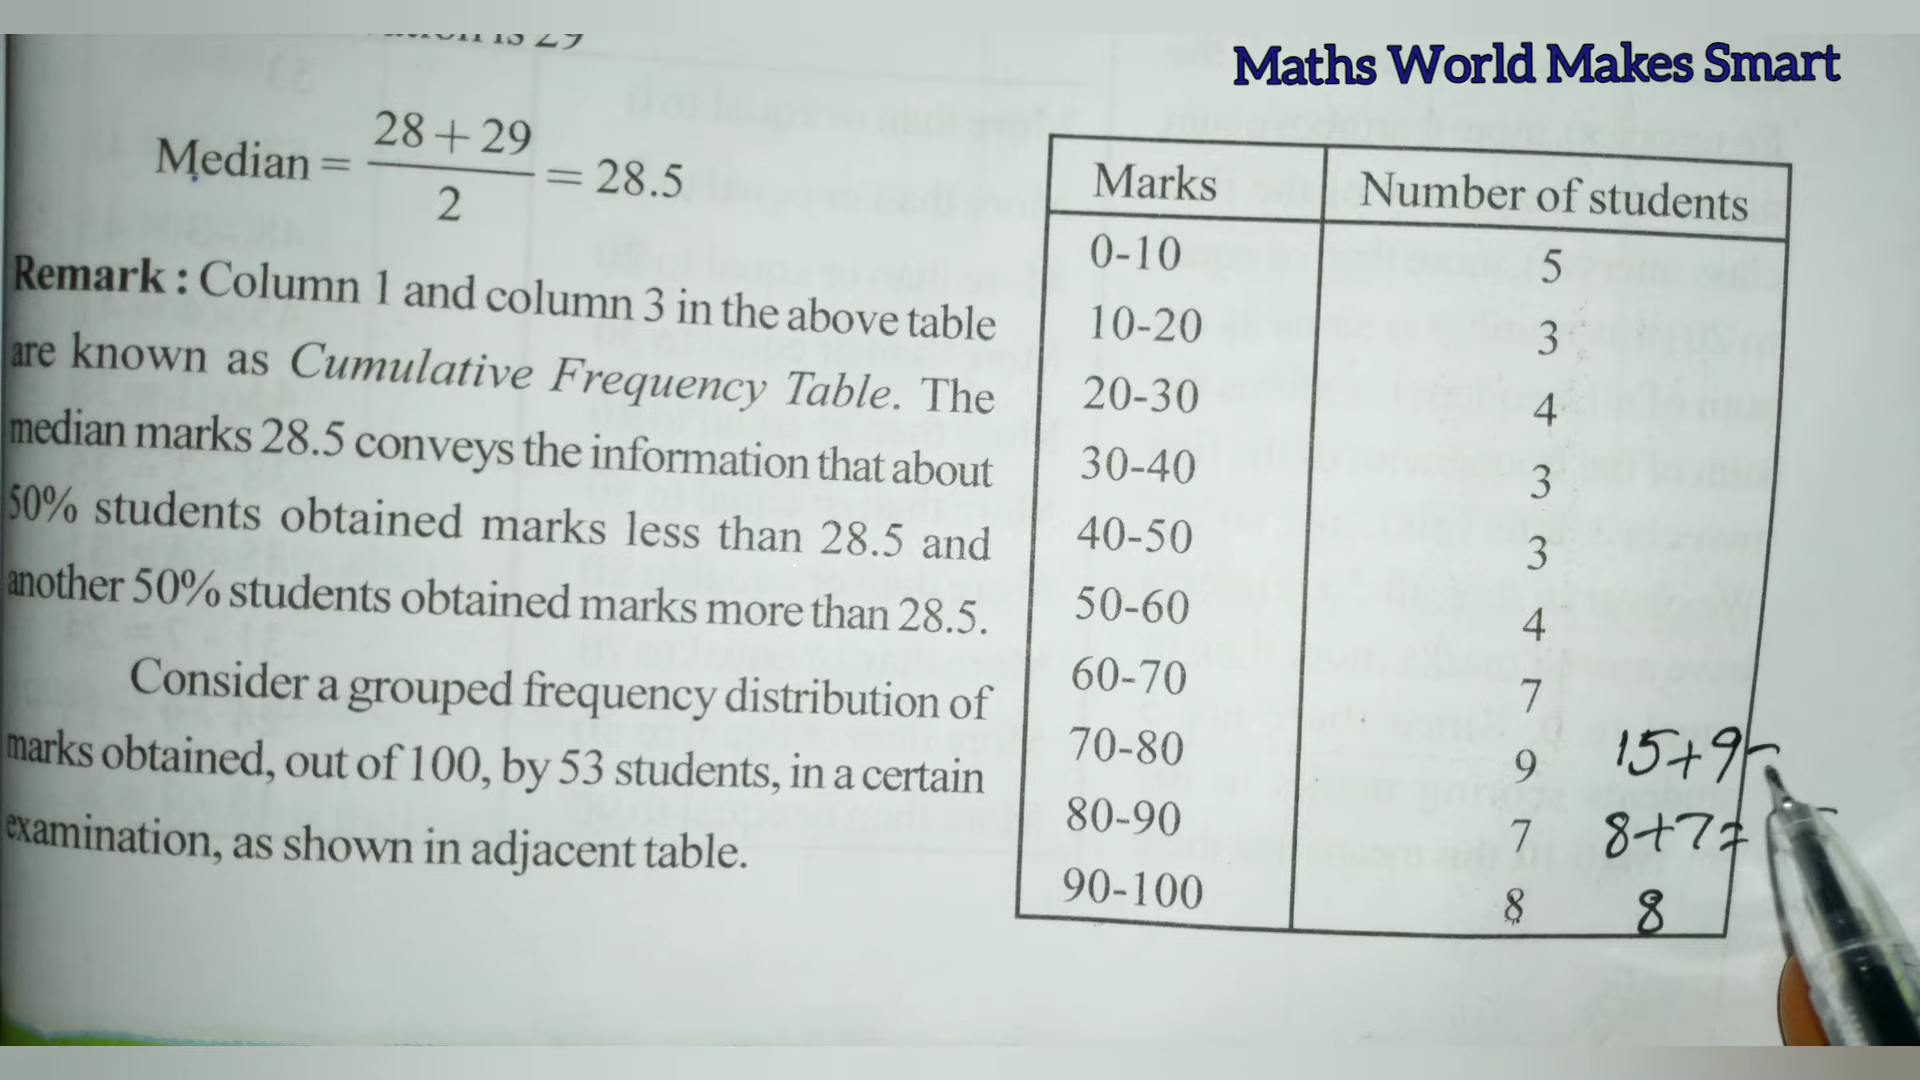 is 29
Maths World Makes Smart
Median = 28 + 29 / 2 = 28.5
Remark : Column 1 and column 3 in the above table
are known as Cumulative Frequency Table. The
median marks 28.5 conveys the information that about
50% students obtained marks less than 28.5 and
another 50% students obtained marks more than 28.5.
Consider a grouped frequency distribution of
marks obtained, out of 100, by 53 students, in a certain
examination, as shown in adjacent table.
Marks Number of students
0-10 5
10-20 3
20-30 4
30-40 3
40-50 3
50-60 4
60-70 7
70-80 9 15+9
80-90 7 8+7=
90-100 8 8